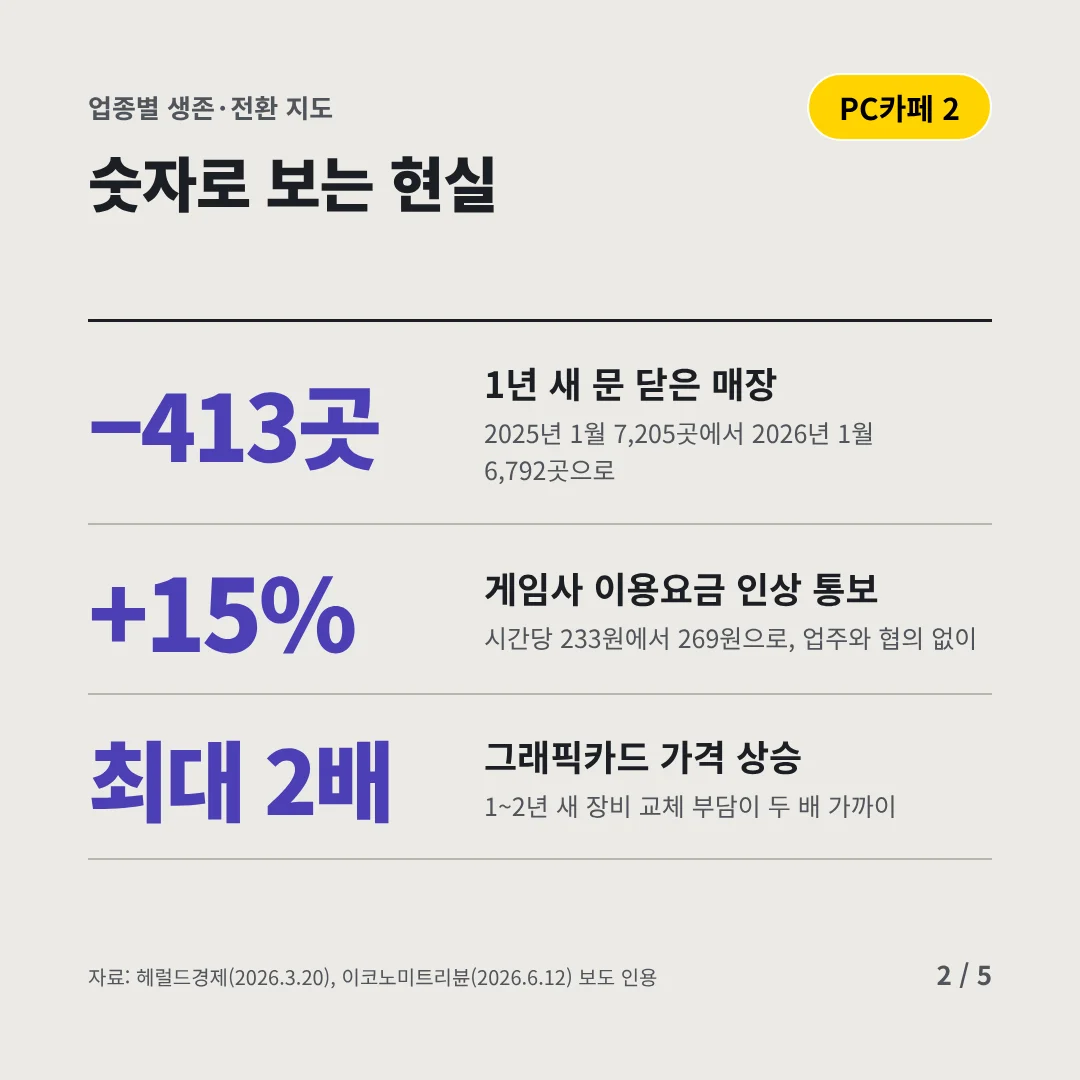 업종별 생존·전환 지도
PC카페 2
숫자로 보는 현실
–413곳
1년 새 문 닫은 매장
2025년 1월 7,205곳에서 2026년 1월
6,792곳으로
+15%
게임사 이용요금 인상 통보
시간당 233원에서 269원으로, 업주와 협의 없이
최대 2배
그래픽카드 가격 상승
1~2년 새 장비 교체 부담이 두 배 가까이
자료: 헤럴드경제(2026.3.20), 이코노미트리뷴(2026.6.12) 보도 인용
2 / 5